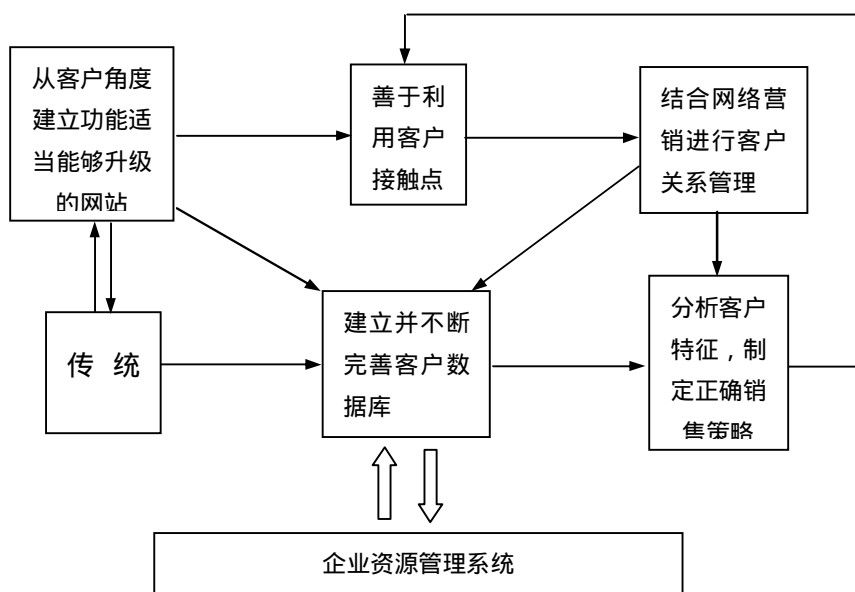 从客户角度
建立功能适
当能够升级
的网站
善于利
用客户
接触点
结合网络营
销进行客户
关系管理
传 统
建立并不断
完善客户数
据库
分析客户
特征，制
定正确销
售策略
企业资源管理系统